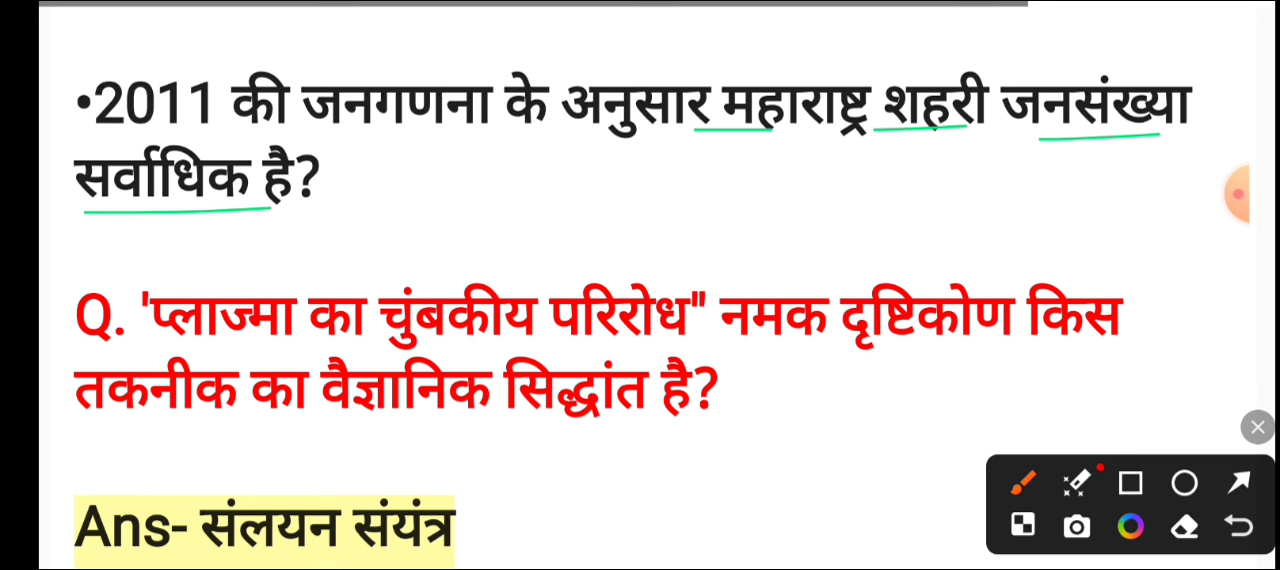 •2011 की जनगणना के अनुसार महाराष्ट्र शहरी जनसंख्या
सर्वाधिक है?
Q. 'प्लाज्मा का चुंबकीय परिरोध" नमक दृष्टिकोण किस
तकनीक का वैज्ञानिक सिद्धांत है?
Ans- संलयन संयंत्र